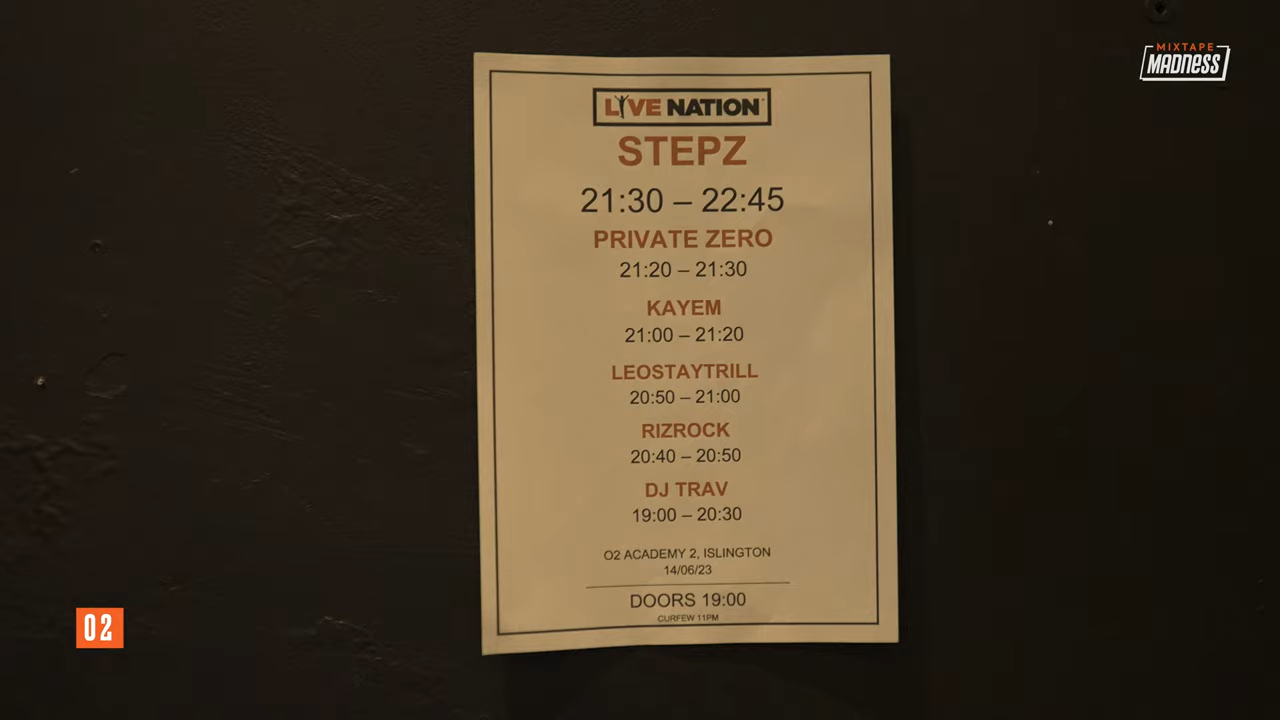 MIXTAPE
MADNESS
LIVE NATION
STEPZ
21:30 – 22:45
PRIVATE ZERO
21:20 – 21:30
KAYEM
21:00 – 21:20
LEOSTAYTRILL
20:50 – 21:00
RIZROCK
20:40 – 20:50
DJ TRAV
19:00 – 20:30
O2 ACADEMY 2, ISLINGTON
14/06/23
DOORS 19:00
CURFEW 11PM
02